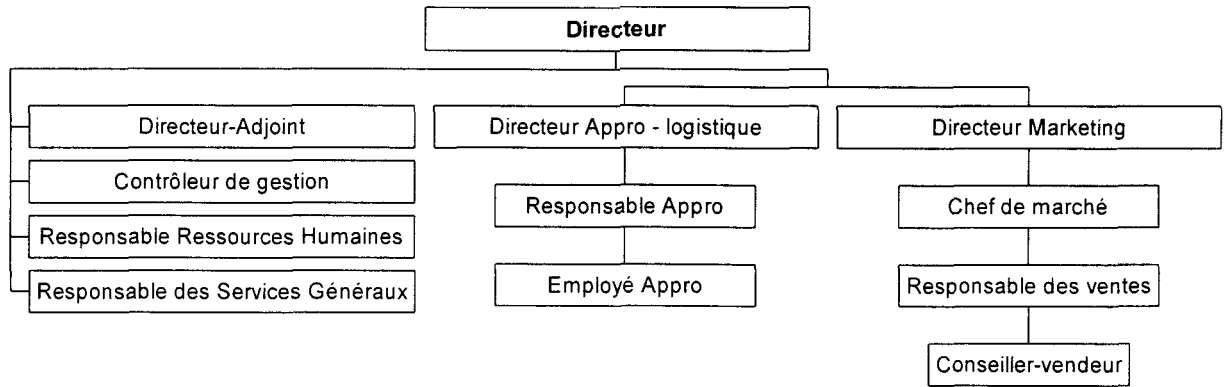 Directeur
Directeur-Adjoint
Directeur Appro - logistique
Directeur Marketing
Contrôleur de gestion
Responsable Appro
Chef de marché
Responsable Ressources Humaines
Responsable des Services Généraux
Employé Appro
Responsable des ventes
Conseiller-vendeur